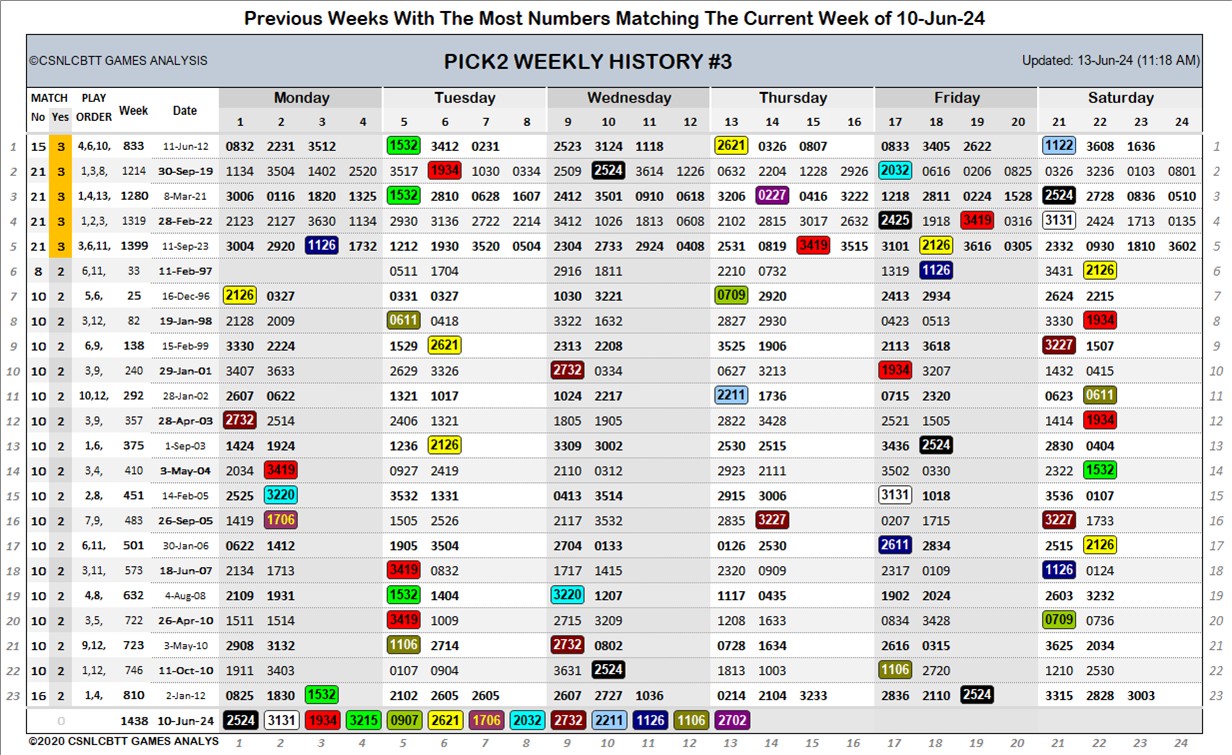 Previous Weeks With The Most Numbers Matching The Current Week of 10-Jun-24
©CSNLCBTT GAMES ANALYSIS PICK2 WEEKLY HISTORY #3 Updated: 13-Jun-24 (11:18 AM)
MATCH PLAY Week Date Monday Tuesday Wednesday Thursday Friday Saturday
No Yes ORDER 1 2 3 4 5 6 7 8 9 10 11 12 13 14 15 16 17 18 19 20 21 22 23 24
1 15 3 4,6,10, 833 11-Jun-12 0832 2231 3512 1532 3412 0231 2523 3124 1118 2621 0326 0807 0833 3405 2622 1122 3608 1636 1
2 21 3 1,3,8, 1214 30-Sep-19 1134 3504 1402 2520 3517 1934 1030 0334 2509 2524 3614 1226 0632 2204 1228 2926 2032 0616 0206 0825 0326 3236 0103 0801 2
3 21 3 1,4,13, 1280 8-Mar-21 3006 0116 1820 1325 1532 2810 0628 1607 2412 3501 0910 0618 3206 0227 0416 3222 1218 2811 0224 1528 2524 2728 0836 0510 3
4 21 3 1,2,3, 1319 28-Feb-22 2123 2127 3630 1134 2930 3136 2722 2214 3412 1026 1813 0608 2102 2815 3017 2632 2425 1918 3419 0316 3131 2424 1713 0135 4
5 21 3 3,6,11, 1399 11-Sep-23 3004 2920 1126 1732 1212 1930 3520 0504 2304 2733 2924 0408 2531 0819 3419 3515 3101 2126 3616 0305 2332 0930 1810 3602 5
6 8 2 6,11, 33 11-Feb-97 0511 1704 2916 1811 2210 0732 1319 1126 3431 2126 6
7 10 2 5,6, 25 16-Dec-96 2126 0327 0331 0327 1030 3221 0709 2920 2413 2934 2624 2215 7
8 10 2 3,12, 82 19-Jan-98 2128 2009 0611 0418 3322 1632 2827 2930 0423 0513 3330 1934 8
9 10 2 6,9, 138 15-Feb-99 3330 2224 1529 2621 2313 2208 3525 1906 2113 3618 3227 1507 9
10 10 2 3,9, 240 29-Jan-01 3407 3633 2629 3326 2732 0334 0627 3213 1934 3207 1432 0415 10
11 10 2 10,12, 292 28-Jan-02 2607 0622 1321 1017 1024 2217 2211 1736 0715 2320 0623 0611 11
12 10 2 3,9, 357 28-Apr-03 2732 2514 2406 1321 1805 1905 2822 3428 2521 1505 1414 1934 12
13 10 2 1,6, 375 1-Sep-03 1424 1924 1236 2126 3309 3002 2530 2515 3436 2524 2830 0404 13
14 10 2 3,4, 410 3-May-04 2034 3419 0927 2419 2110 0312 2923 2111 3502 0330 2322 1532 14
15 10 2 2,8, 451 14-Feb-05 2525 3220 3532 1331 0413 3514 2915 3006 3131 1018 3536 0107 15
16 10 2 7,9, 483 26-Sep-05 1419 1706 1505 2526 2117 3532 2835 3227 0207 1715 3227 1733 16
17 10 2 6,11, 501 30-Jan-06 0622 1412 1905 3504 2704 0133 0126 2530 2611 2834 2515 2126 17
18 10 2 3,11, 573 18-Jun-07 2134 1713 3419 0832 1717 1415 2320 0909 2317 0109 1126 0124 18
19 10 2 4,8, 632 4-Aug-08 2109 1931 1532 1404 3220 1207 1117 0435 1902 2024 2603 3232 19
20 10 2 3,5, 722 26-Apr-10 1511 1514 3419 1009 2715 3209 1208 1633 0834 3428 0709 0736 20
21 10 2 9,12, 723 3-May-10 2908 3132 1106 2714 2732 0802 0728 1634 2616 0315 3625 2034 21
22 10 2 1,12, 746 11-Oct-10 1911 3403 0107 0904 3631 2524 1813 1003 1106 2720 1210 2530 22
23 16 2 1,4, 810 2-Jan-12 0825 1830 1532 2102 2605 2605 2607 2727 1036 0214 2104 3233 2836 2110 2524 3315 2828 3003 23
0 1438 10-Jun-24 2524 3131 1934 3215 0907 2621 1706 2032 2732 2211 1126 1106 2702
©2020 CSNLCBTT GAMES ANALYS 1 2 3 4 5 6 7 8 9 10 11 12 13 14 15 16 17 18 19 20 21 22 23 24